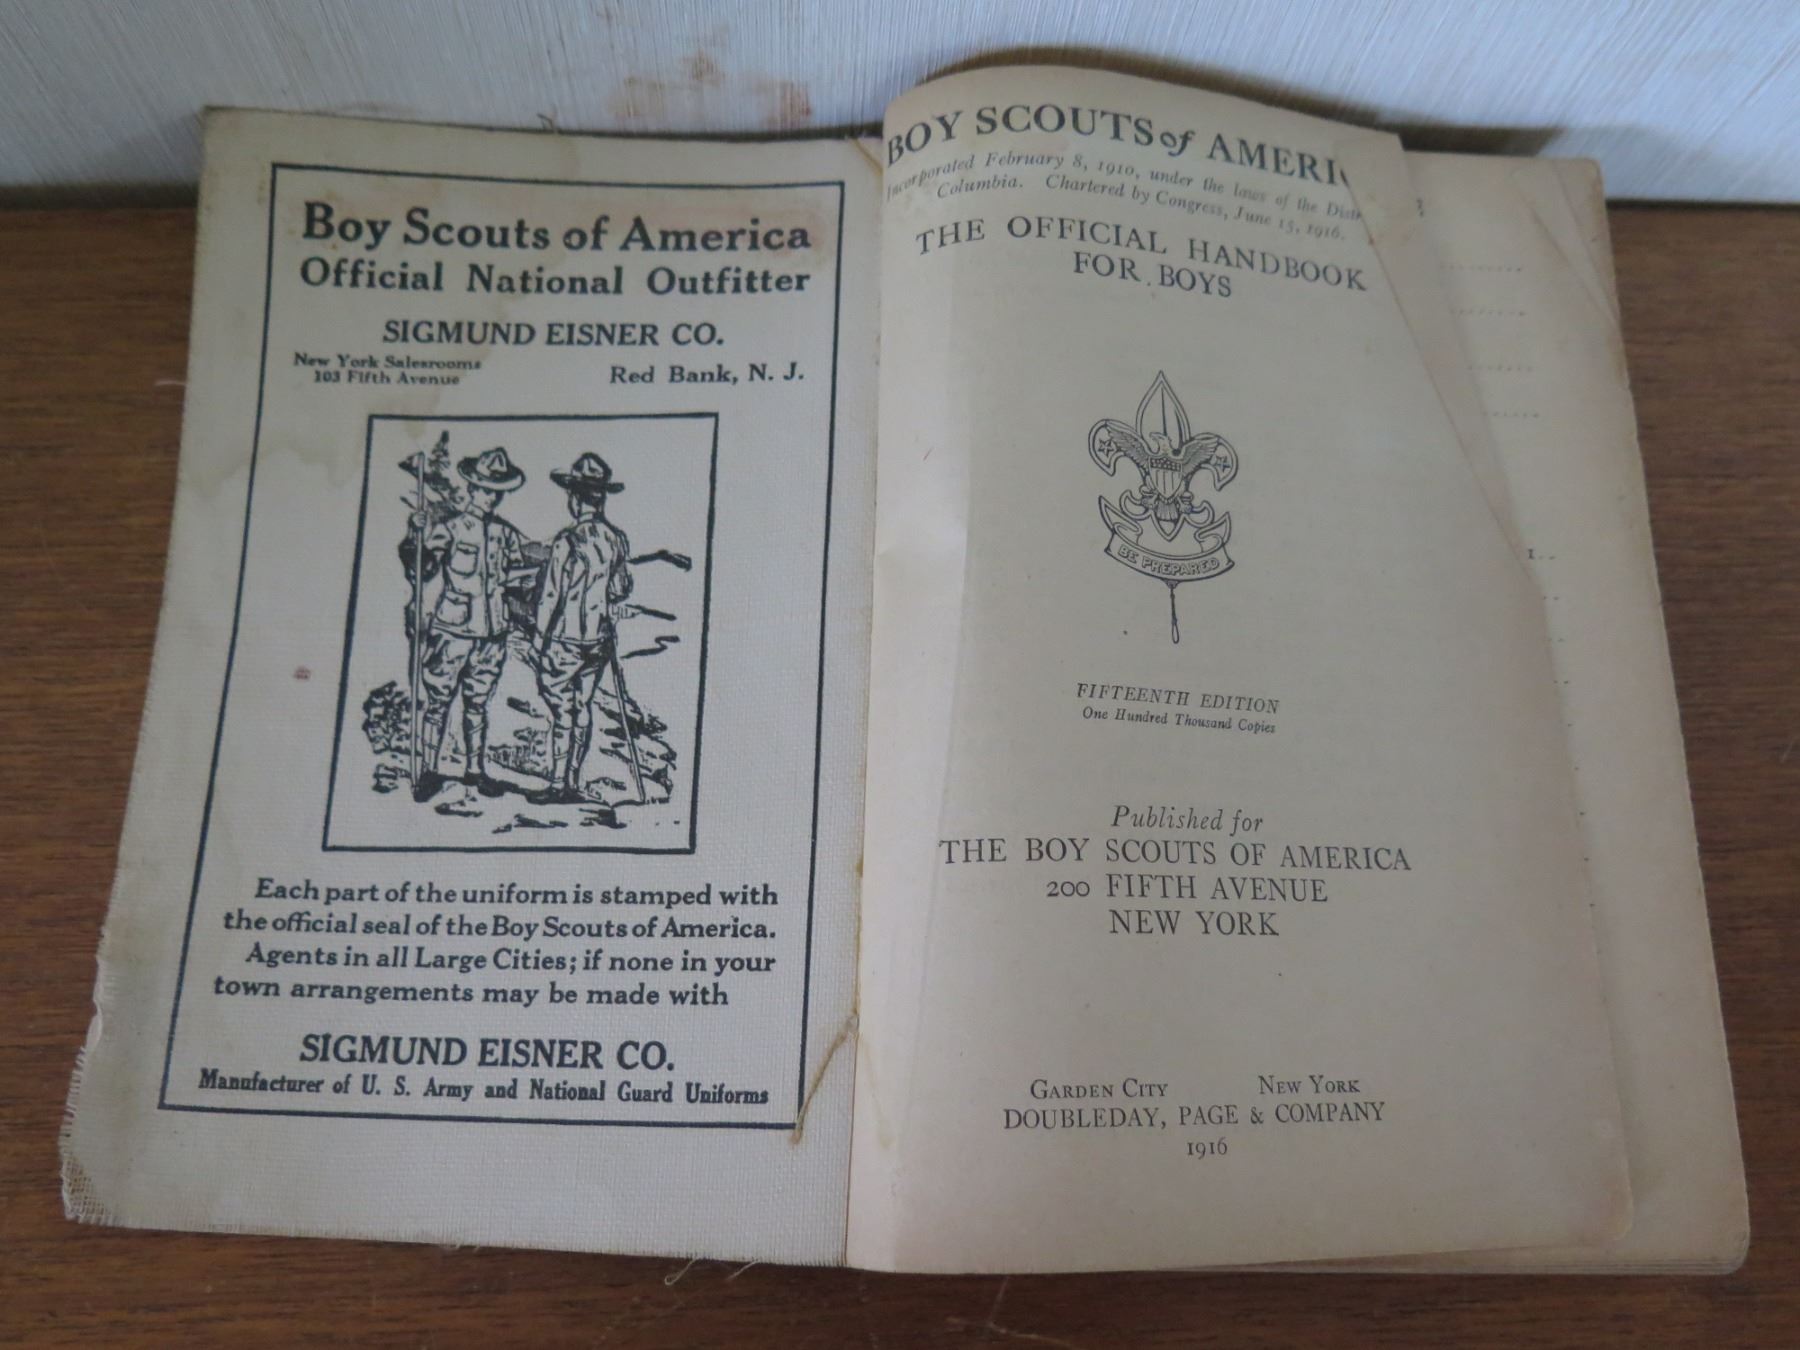 Boy Scouts of America
Official National Outfitter
SIGMUND EISNER CO.
New York Salesrooms
103 Fifth Avenue
Red Bank, N. J.
Each part of the uniform is stamped with
the official seal of the Boy Scouts of America.
Agents in all Large Cities; if none in your
town arrangements may be made with
SIGMUND EISNER CO.
Manufacturer of U. S. Army and National Guard Uniforms
BOY SCOUTS of AMERI
Incorporated February 8, 1910, under the laws of the Distr
Columbia. Chartered by Congress, June 15, 1916.
THE OFFICIAL HANDBOOK
FOR BOYS
BE PREPARED
FIFTEENTH EDITION
One Hundred Thousand Copies
Published for
THE BOY SCOUTS OF AMERICA
200 FIFTH AVENUE
NEW YORK
GARDEN CITY NEW YORK
DOUBLEDAY, PAGE & COMPANY
1916